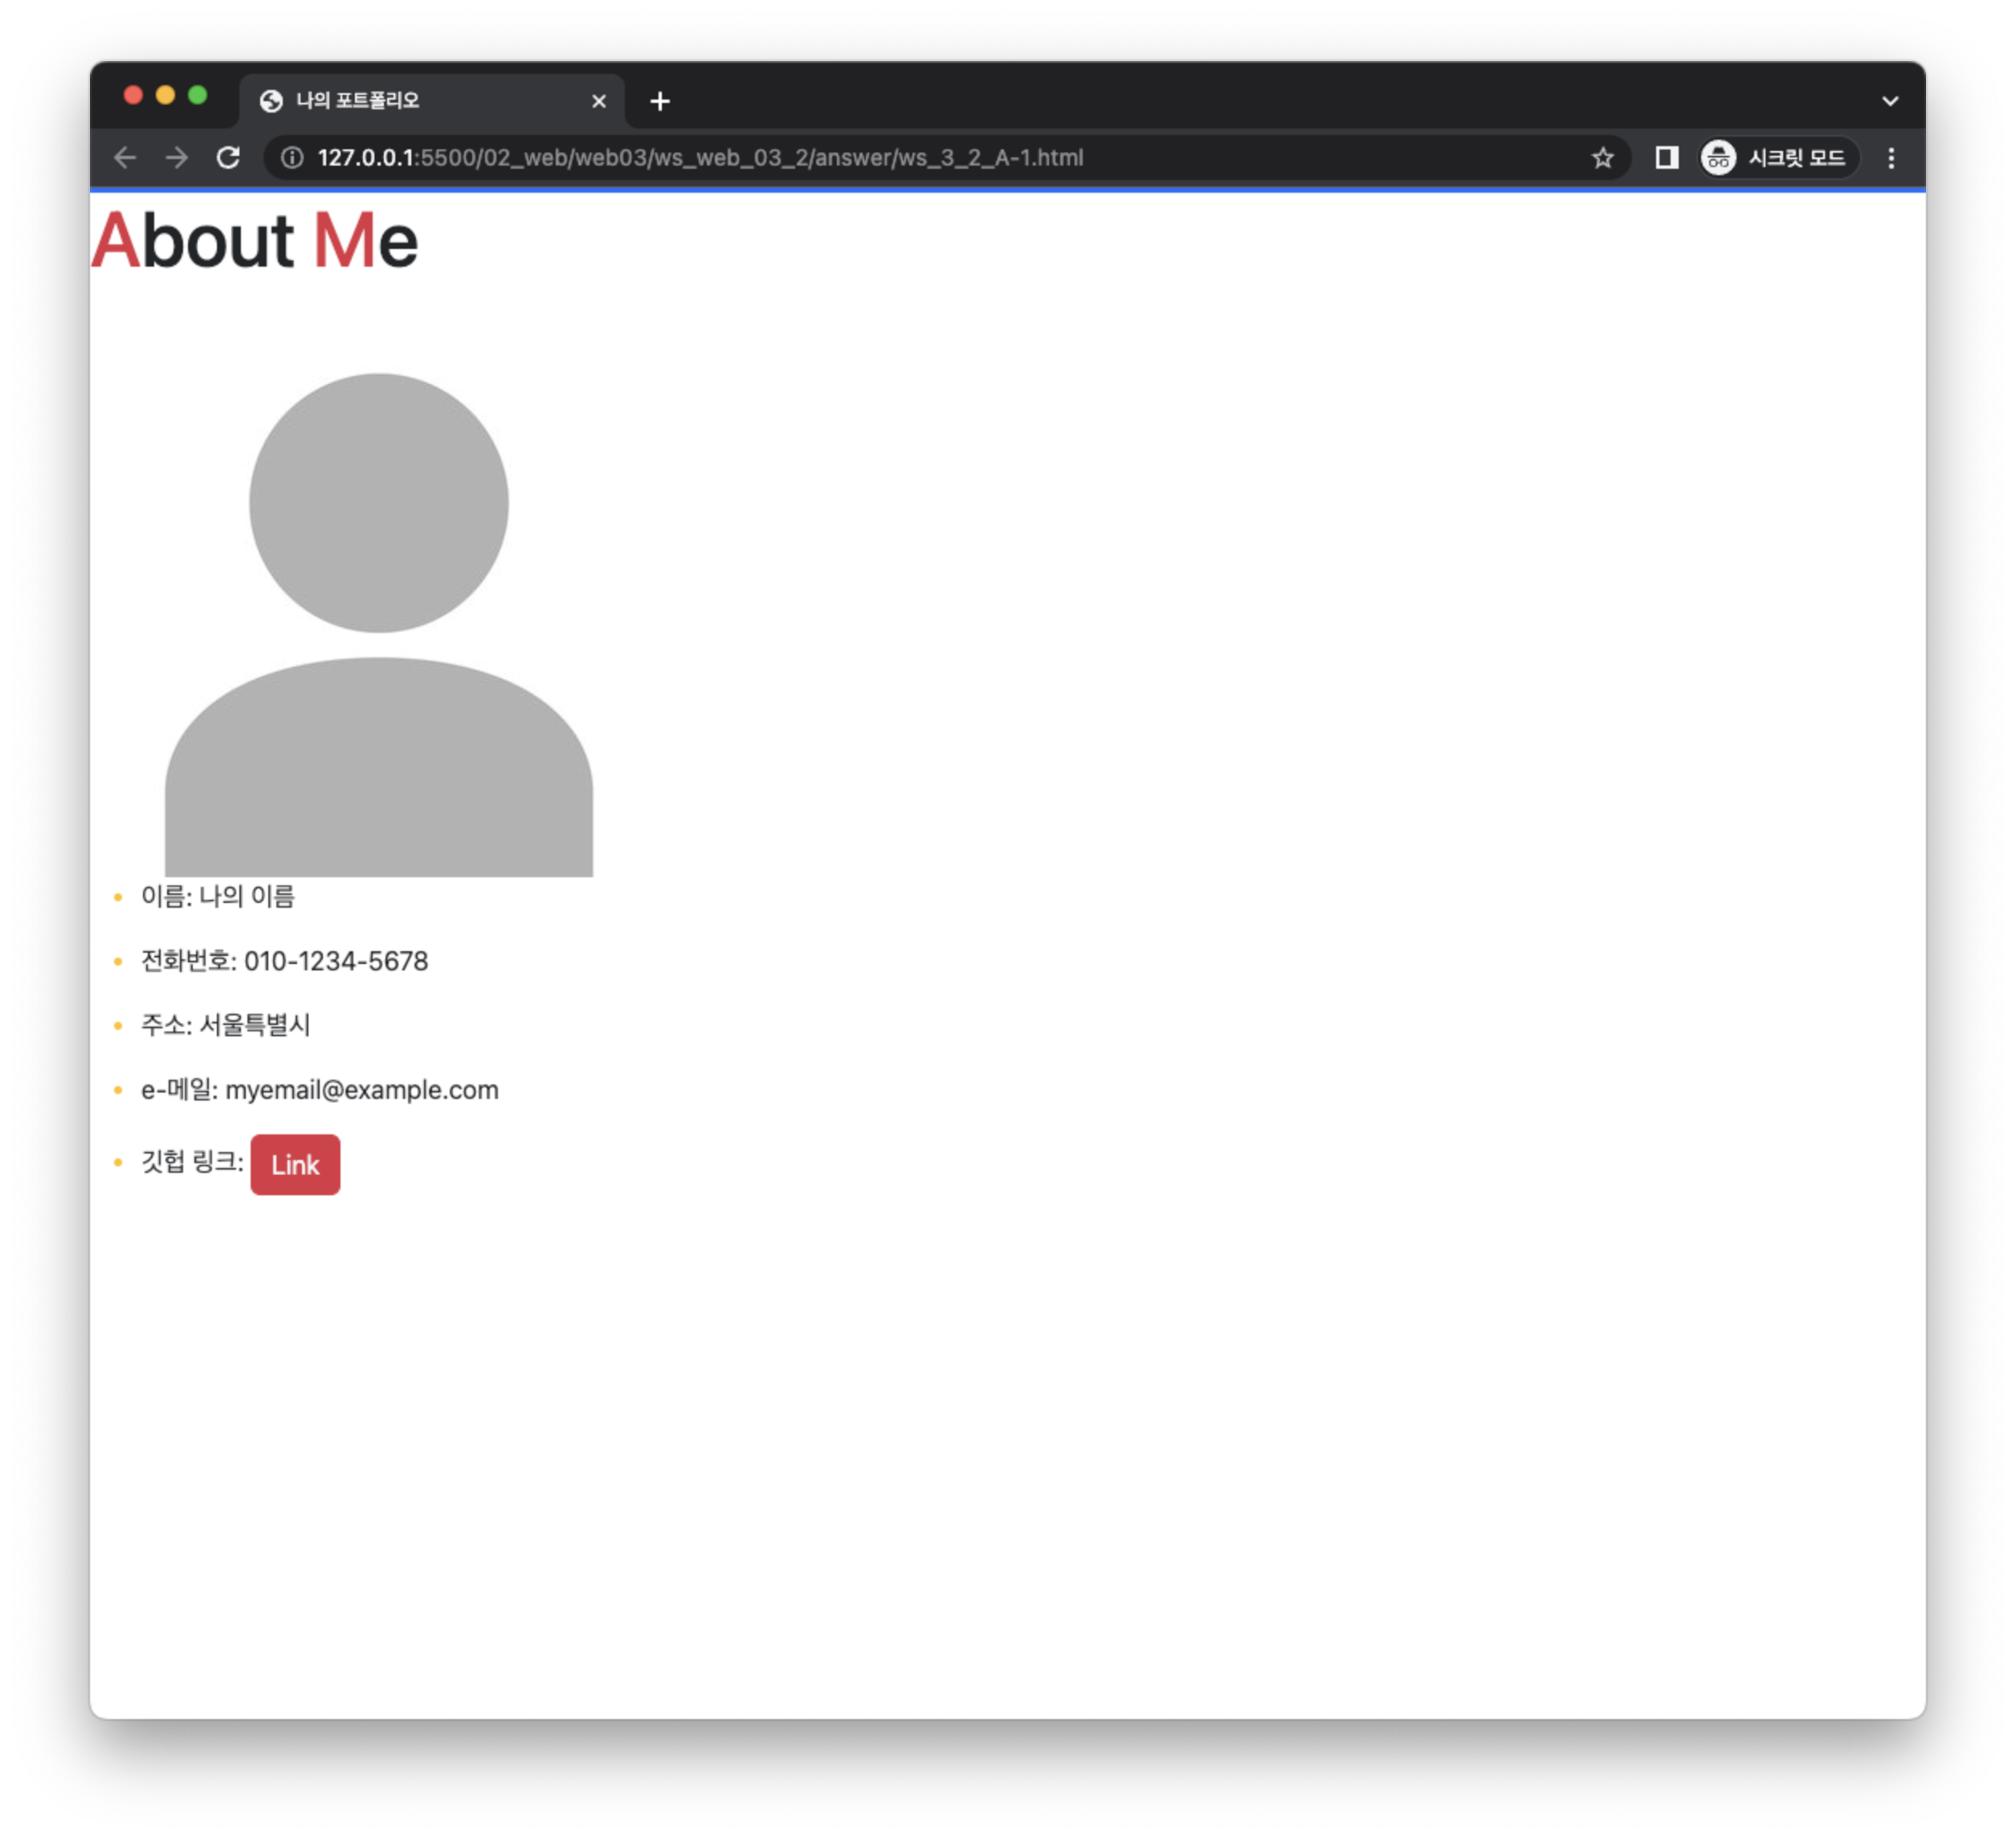 나의 포트폴리오
127.0.0.1:5500/02_web/web03/ws_web_03_2/answer/ws_3_2_A-1.html
시크릿 모드
About Me
이름: 나의 이름
전화번호: 010-1234-5678
주소: 서울특별시
e-메일: myemail@example.com
깃헙 링크: Link